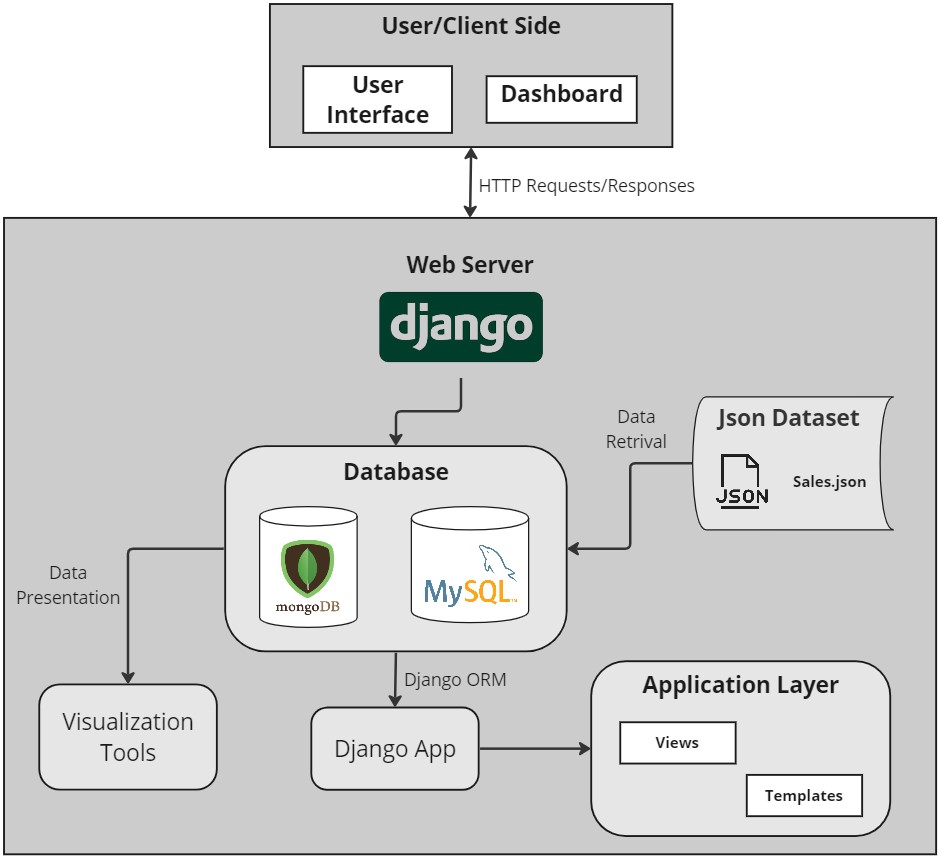 User/Client Side
User
Interface
Dashboard
HTTP Requests/Responses
Web Server
django
Data
Retrival
Json Dataset
JSON
Sales.json
Database
mongoDB
MySQL™
Data
Presentation
Django ORM
Visualization
Tools
Django App
Application Layer
Views
Templates